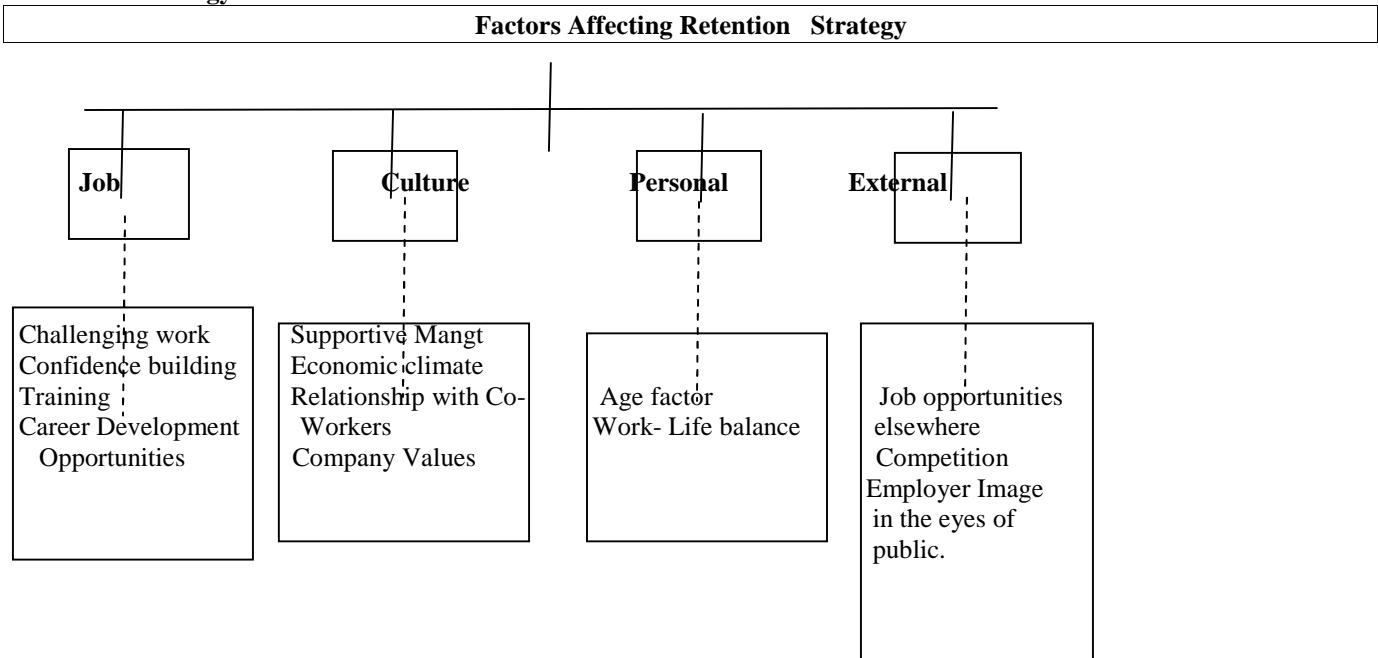 Factors Affecting Retention Strategy
Job
Culture
Personal
External
Challenging work
Confidence building
Training
Career Development
Opportunities
Supportive Mangt
Economic climate
Relationship with Co-
Workers
Company Values
Age factor
Work- Life balance
Job opportunities
elsewhere
Competition
Employer Image
in the eyes of
public.